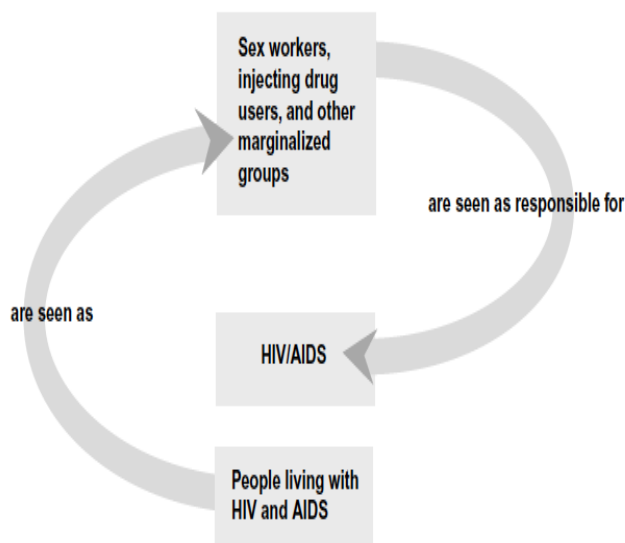 Sex workers,
injecting drug
users, and other
marginalized
groups
are seen as responsible for
are seen as
HIV/AIDS
People living with
HIV and AIDS